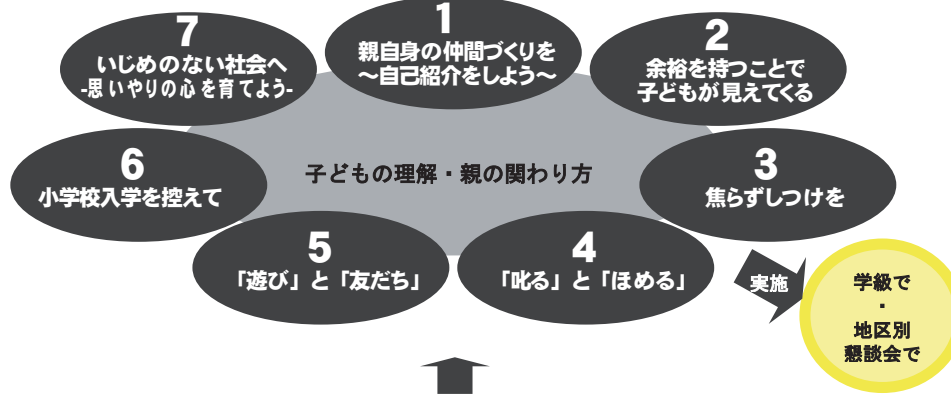 1
親自身の仲間づくりを
～自己紹介をしよう～
2
余裕を持つことで
子どもが見えてくる
3
焦らずしつけを
4
「叱る」と「ほめる」
5
「遊び」と「友だち」
6
小学校入学を控えて
7
いじめのない社会へ
-思いやりの心を育てよう-
子どもの理解・親の関わり方
実施
学級で
・
地区別
懇談会で